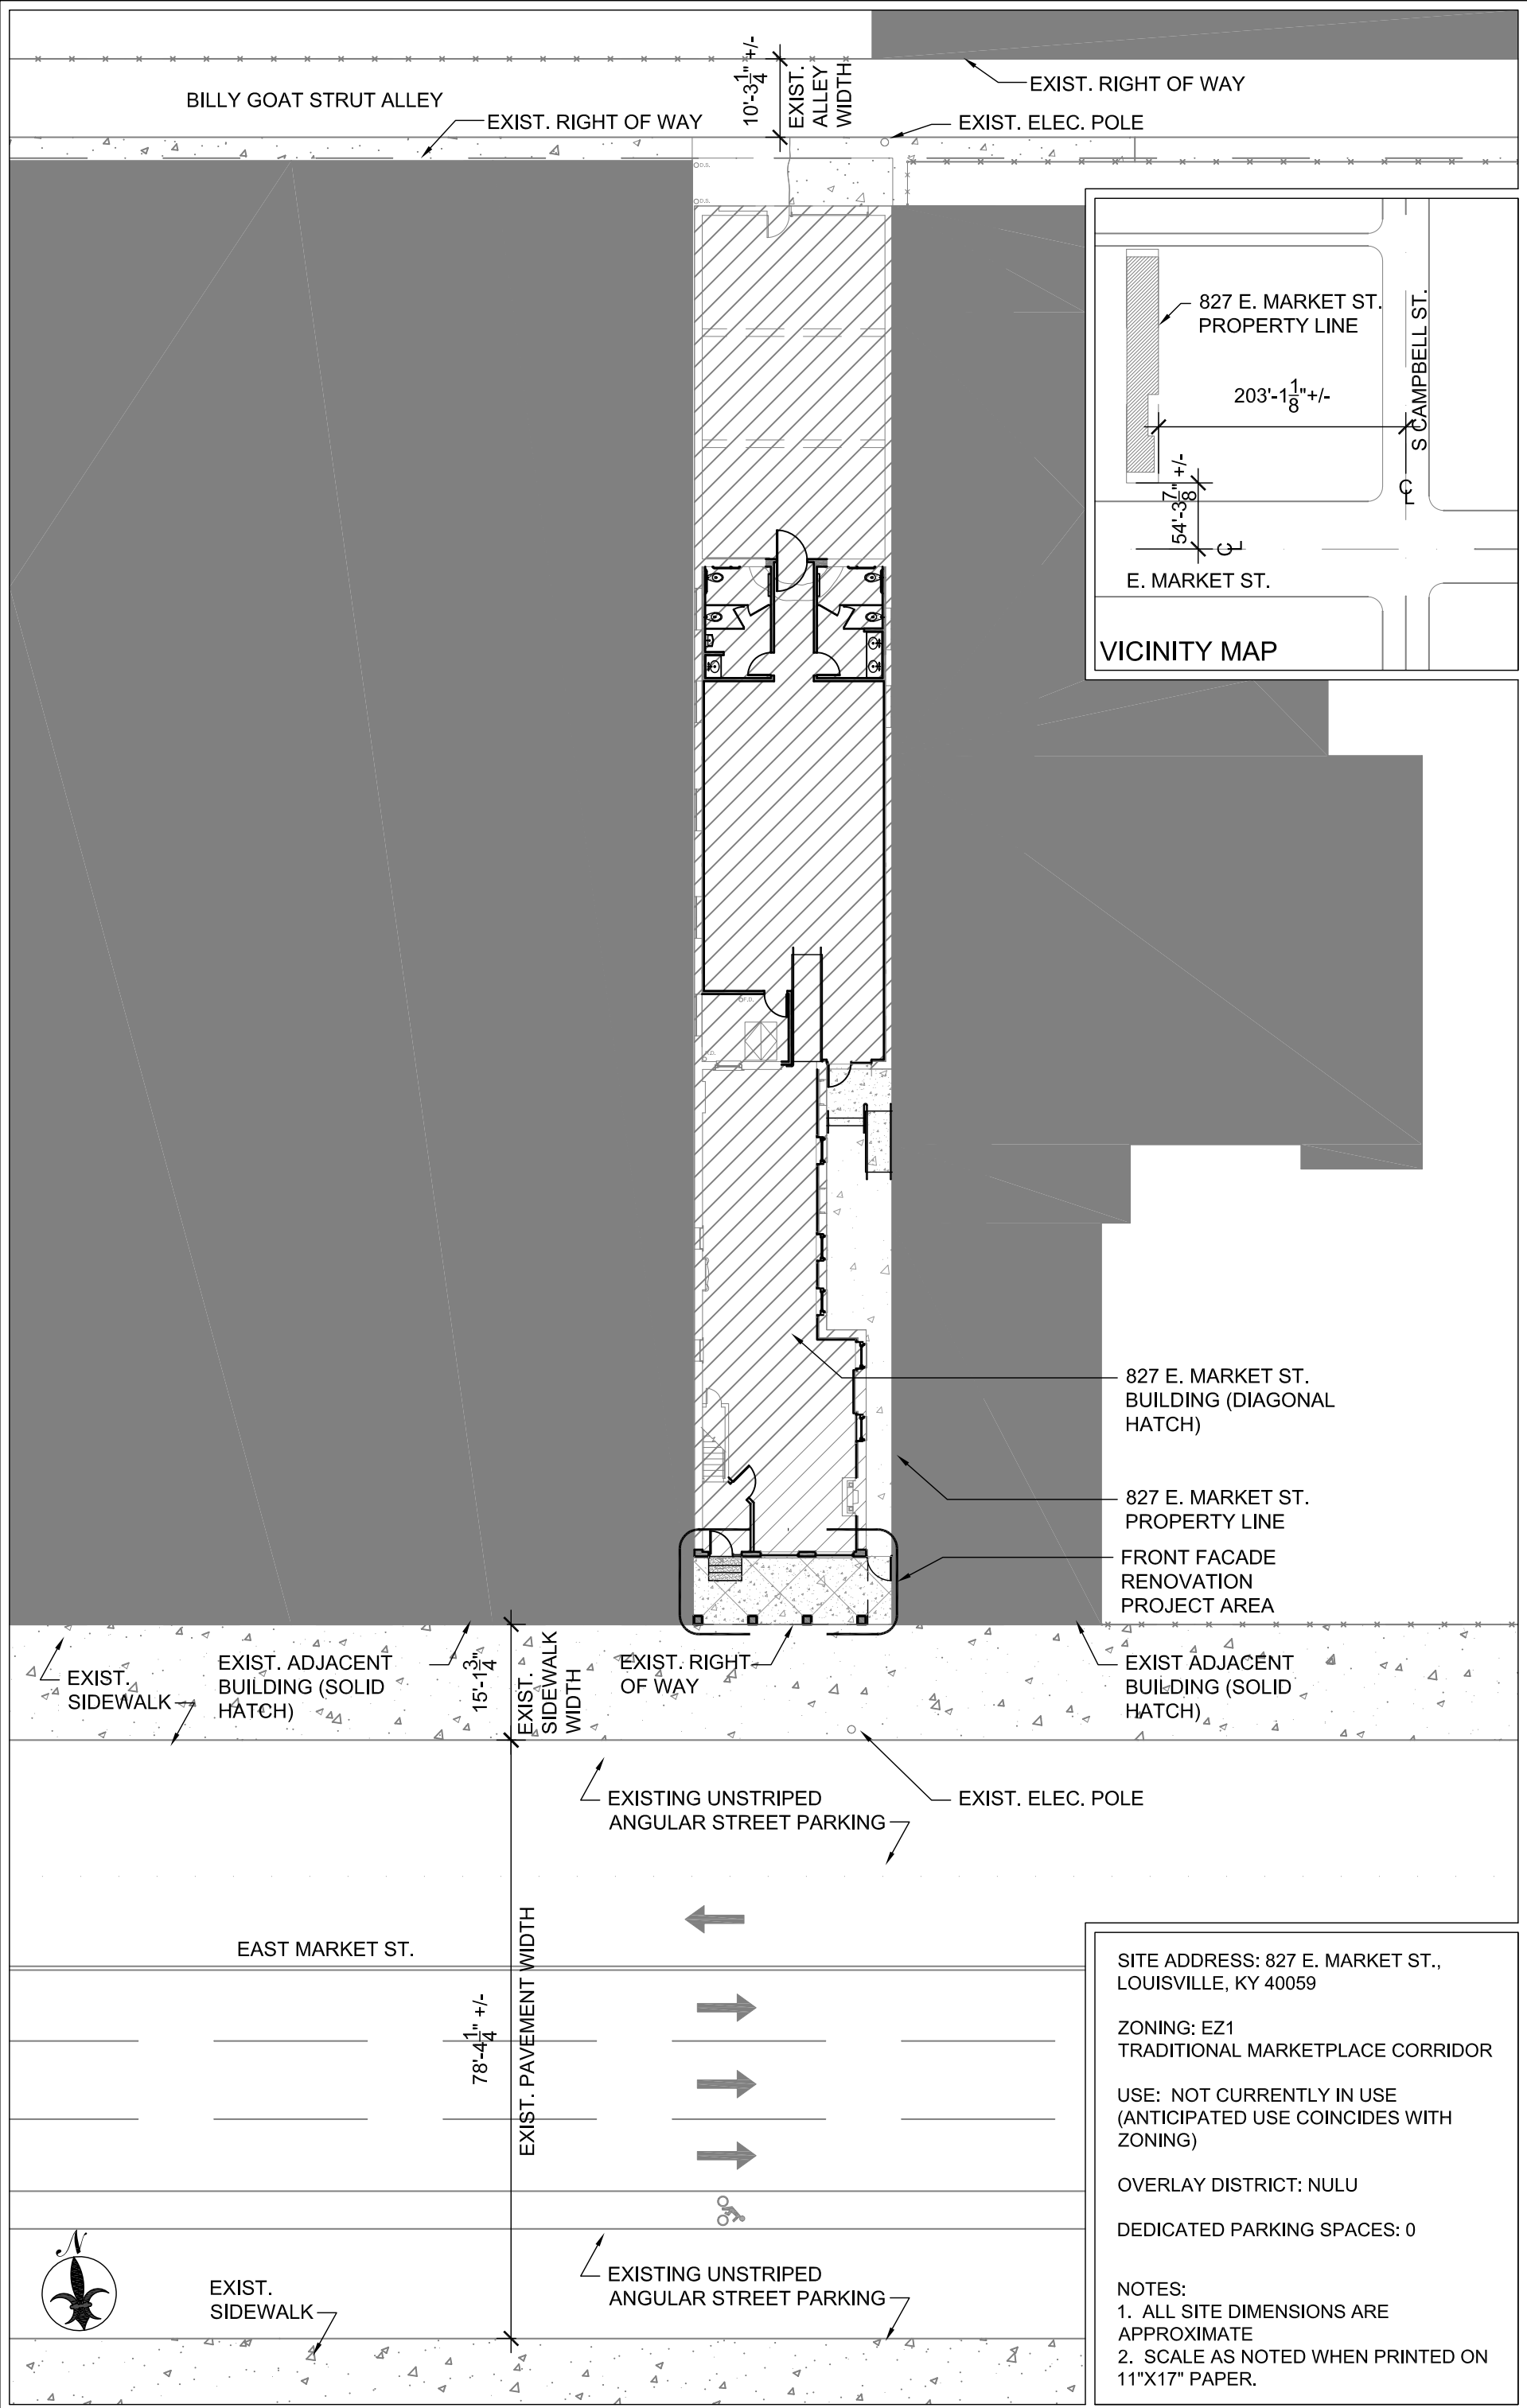 10'-3 1/4" +/-
EXIST.
ALLEY
WIDTH
EXIST. RIGHT OF WAY
BILLY GOAT STRUT ALLEY
EXIST. RIGHT OF WAY
EXIST. ELEC. POLE
D.S.
D.S.
827 E. MARKET ST.
PROPERTY LINE
S CAMPBELL ST.
203'-1 1/8"+/-
54'-3 7/8" +/-
CL
CL
E. MARKET ST.
VICINITY MAP
F.D.
827 E. MARKET ST.
BUILDING (DIAGONAL
HATCH)
827 E. MARKET ST.
PROPERTY LINE
FRONT FACADE
RENOVATION
PROJECT AREA
EXIST.
SIDEWALK
EXIST. ADJACENT
BUILDING (SOLID
HATCH)
15'-1 3/4"
EXIST.
SIDEWALK
WIDTH
EXIST. RIGHT
OF WAY
EXIST ADJACENT
BUILDING (SOLID
HATCH)
EXISTING UNSTRIPED
ANGULAR STREET PARKING
EXIST. ELEC. POLE
EAST MARKET ST.
78'-4 1/4" +/-
EXIST. PAVEMENT WIDTH
N
EXIST.
SIDEWALK
EXISTING UNSTRIPED
ANGULAR STREET PARKING
SITE ADDRESS: 827 E. MARKET ST.,
LOUISVILLE, KY 40059
ZONING: EZ1
TRADITIONAL MARKETPLACE CORRIDOR
USE: NOT CURRENTLY IN USE
(ANTICIPATED USE COINCIDES WITH
ZONING)
OVERLAY DISTRICT: NULU
DEDICATED PARKING SPACES: 0
NOTES:
1. ALL SITE DIMENSIONS ARE
APPROXIMATE
2. SCALE AS NOTED WHEN PRINTED ON
11"X17" PAPER.